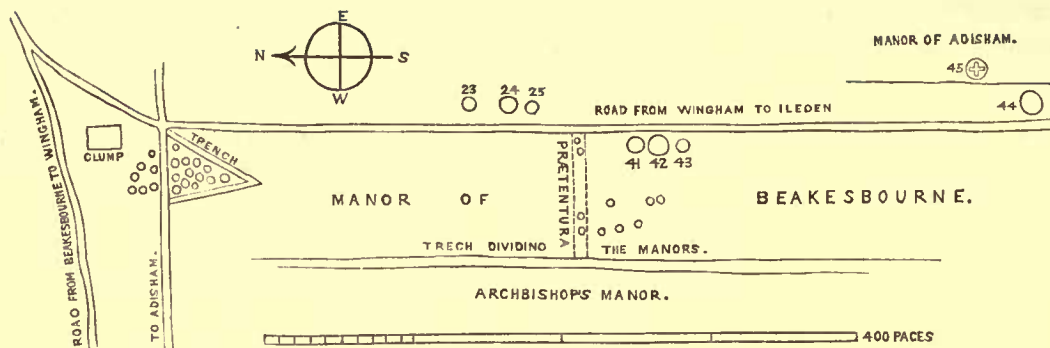 E
N
S
W
MANOR OF ADISHAM.
45
44
23
24
25
ROAD FROM WINGHAM TO ILEDEN
ROAD FROM BEAKESBOURNE TO WINGHAM.
CLUMP
TRENCH
41
42
43
PRÆTENTURA
MANOR OF BEAKESBOURNE.
TRECH DIVIDING THE MANORS.
TO ADISHAM.
ARCHBISHOP'S MANOR.
400 PACES